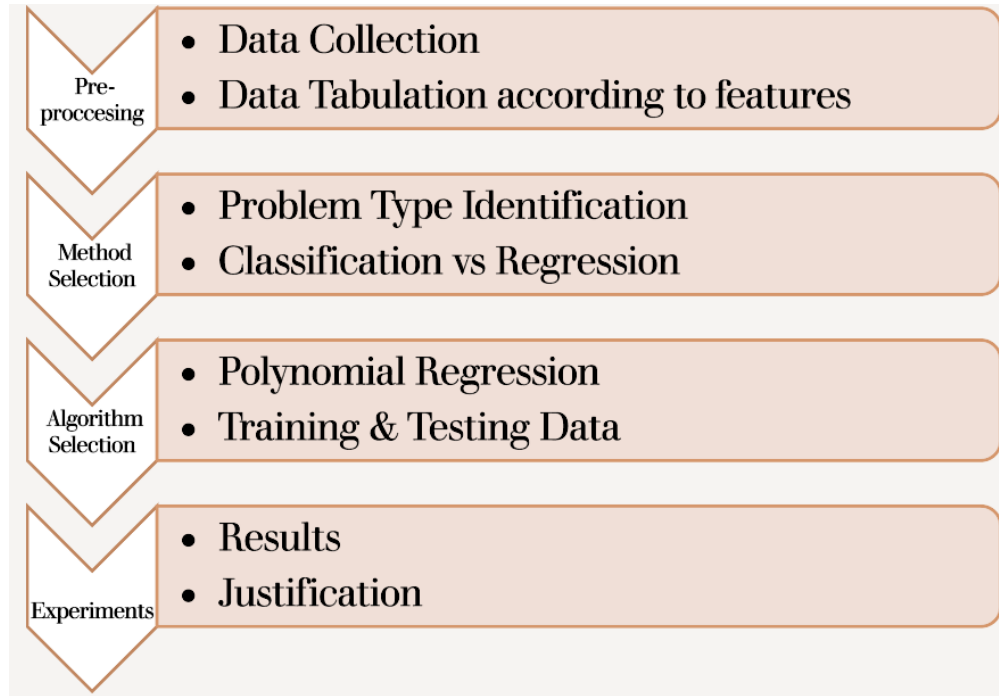 Pre-
proccesing
• Data Collection
• Data Tabulation according to features
Method
Selection
• Problem Type Identification
• Classification vs Regression
Algorithm
Selection
• Polynomial Regression
• Training & Testing Data
Experiments
• Results
• Justification